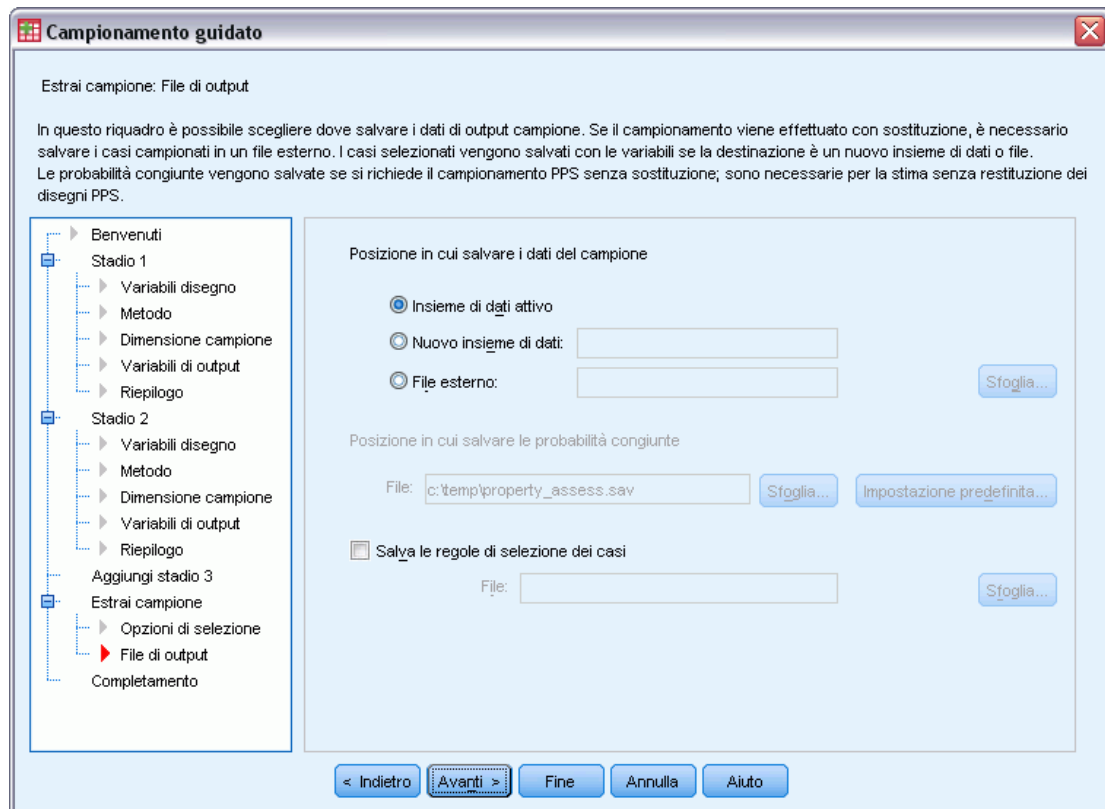 Campionamento guidato
Estrai campione: File di output
In questo riquadro è possibile scegliere dove salvare i dati di output campione. Se il campionamento viene effettuato con sostituzione, è necessario
salvare i casi campionati in un file esterno. I casi selezionati vengono salvati con le variabili se la destinazione è un nuovo insieme di dati o file.
Le probabilità congiunte vengono salvate se si richiede il campionamento PPS senza sostituzione; sono necessarie per la stima senza restituzione dei
disegni PPS.
Benvenuti
Stadio 1
Variabili disegno
Metodo
Dimensione campione
Variabili di output
Riepilogo
Stadio 2
Variabili disegno
Metodo
Dimensione campione
Variabili di output
Riepilogo
Aggiungi stadio 3
Estrai campione
Opzioni di selezione
File di output
Completamento
Posizione in cui salvare i dati del campione
Insieme di dati attivo
Nuovo insieme di dati:
File esterno: Sfoglia...
Posizione in cui salvare le probabilità congiunte
File: c:\temp\property_assess.sav Sfoglia... Impostazione predefinita...
Salva le regole di selezione dei casi
File: Sfoglia...
< Indietro Avanti > Fine Annulla Aiuto